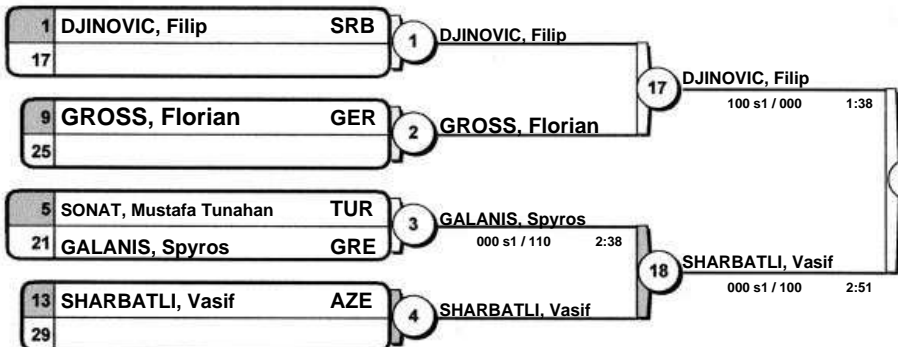 1 DJINOVIC, Filip SRB
17
1
DJINOVIC, Filip
9 GROSS, Florian GER
25
2
GROSS, Florian
17
DJINOVIC, Filip
100 s1 / 000 1:38
5 SONAT, Mustafa Tunahan TUR
21 GALANIS, Spyros GRE
3
GALANIS, Spyros
000 s1 / 110 2:38
13 SHARBATLI, Vasif AZE
29
4
SHARBATLI, Vasif
18
SHARBATLI, Vasif
000 s1 / 100 2:51